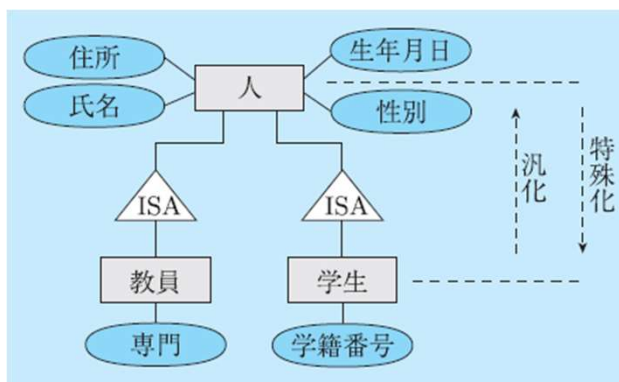 住所
生年月日
人
氏名
性別
汎化
特殊化
ISA
ISA
教員
学生
専門
学籍番号